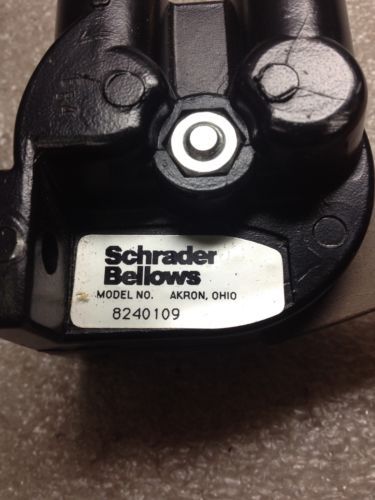 Schrader
Bellows
MODEL NO. AKRON, OHIO
8240109